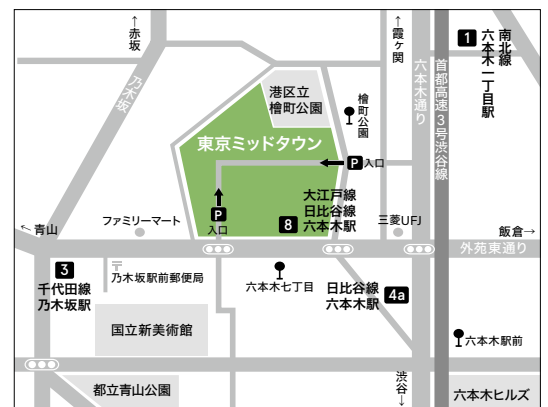 ←赤坂
乃木坂
港区立
檜町公園
檜町公園
東京ミッドタウン
P 入口
P
入口
8
大江戸線
日比谷線
六本木駅
←霞ヶ関
六本木通り
首都高速3号渋谷線
1
南北線
六本木一丁目駅
←青山
ファミリーマート
三菱UFJ
飯倉→
外苑東通り
3
千代田線
乃木坂駅
〒
乃木坂駅前郵便局
六本木七丁目
日比谷線
六本木駅
4a
国立新美術館
六本木駅前
都立青山公園
渋谷→
六本木ヒルズ